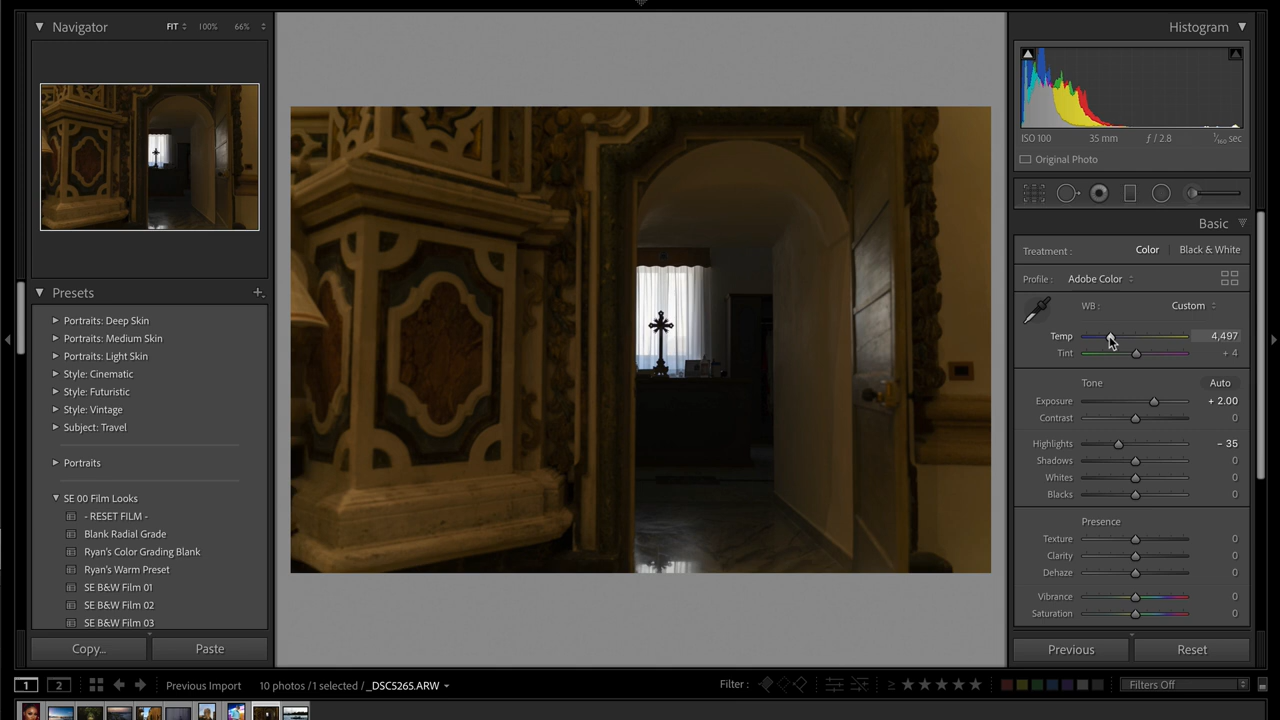 Navigator
FIT
100%
66%
Presets
Portraits: Deep Skin
Portraits: Medium Skin
Portraits: Light Skin
Style: Cinematic
Style: Futuristic
Style: Vintage
Subject: Travel
Portraits
SE 00 Film Looks
- RESET FILM -
Blank Radial Grade
Ryan's Color Grading Blank
Ryan's Warm Preset
SE B&W Film 01
SE B&W Film 02
SE B&W Film 03
Copy...
Paste
Histogram
ISO 100 35 mm ƒ / 2.8 1/160 sec
Original Photo
Basic
Treatment : Color Black & White
Profile : Adobe Color
WB : Custom
Temp 4,497
Tint + 4
Tone Auto
Exposure + 2.00
Contrast 0
Highlights – 35
Shadows 0
Whites 0
Blacks 0
Presence
Texture 0
Clarity 0
Dehaze 0
Vibrance 0
Saturation 0
Previous
Reset
1 2 Previous Import 10 photos / 1 selected / _DSC5265.ARW
Filter : ≥ Filters Off